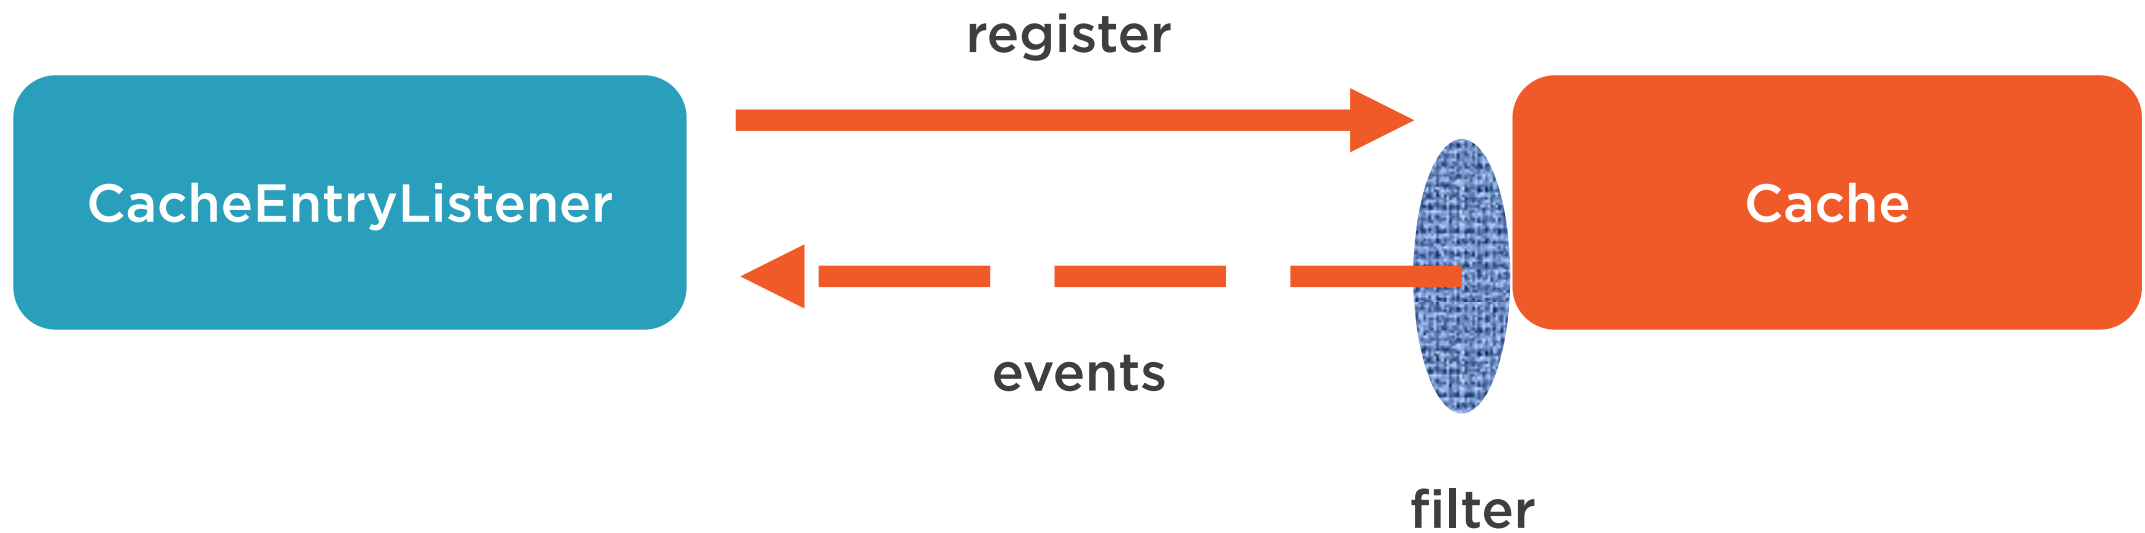 register
CacheEntryListener
Cache
events
filter